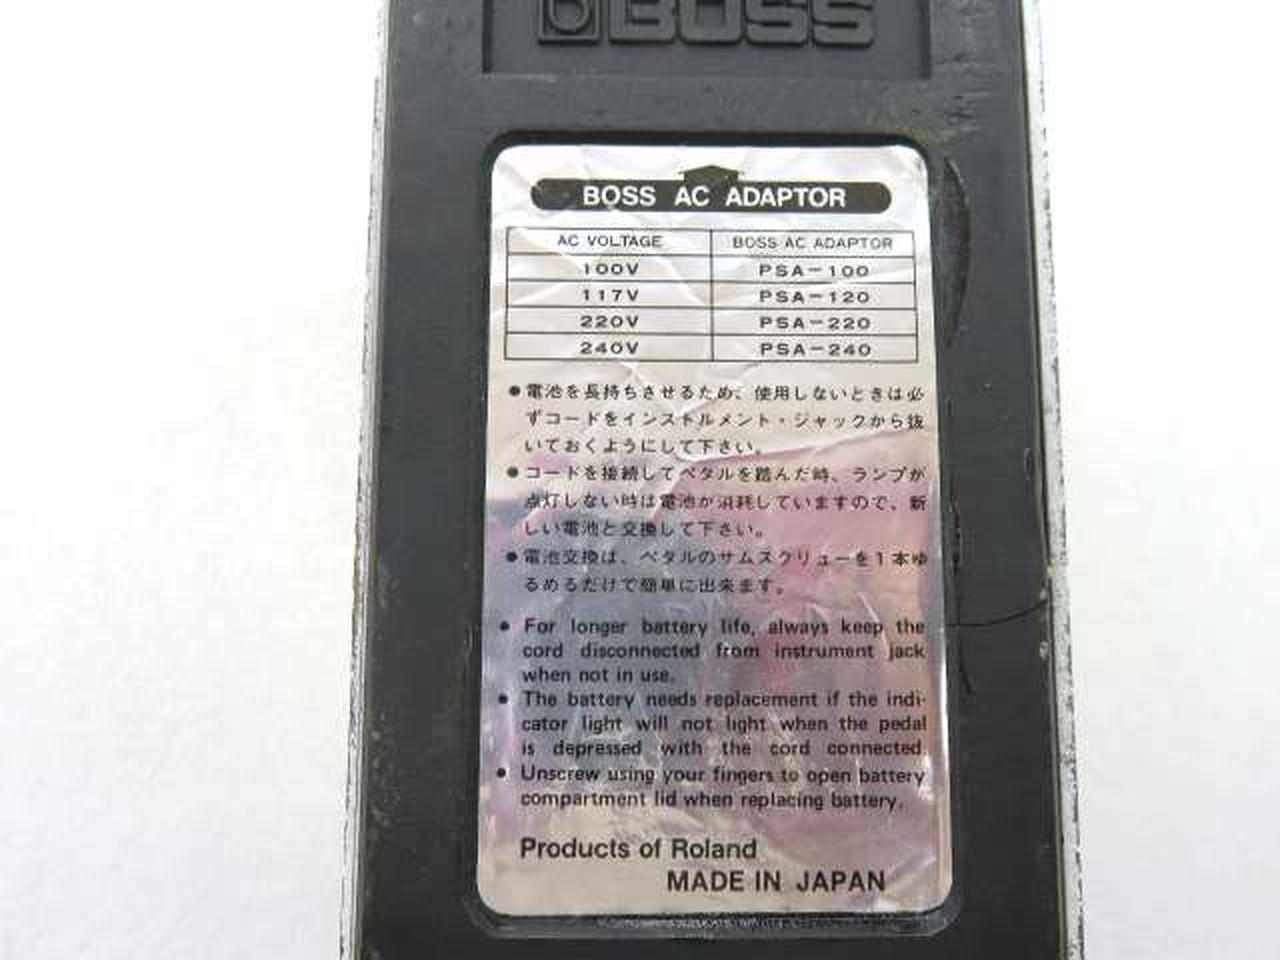 BOSS
BOSS AC ADAPTOR
AC VOLTAGE BOSS AC ADAPTOR
100V PSA-100
117V PSA-120
220V PSA-220
240V PSA-240
●電池を長持ちさせるため、使用しないときは必
ずコードをインストルメント・ジャックから抜
いておくようにして下さい。
●コードを接続してペダルを踏んだ時、ランプが
点灯しない時は電池が消耗していますので、新
しい電池と交換して下さい。
●電池交換は、ペダルのサムスクリューを1本ゆ
るめるだけで簡単に出来ます。
● For longer battery life, always keep the
cord disconnected from instrument jack
when not in use.
● The battery needs replacement if the indi-
cator light will not light when the pedal
is depressed with the cord connected.
● Unscrew using your fingers to open battery
compartment lid when replacing battery.
Products of Roland
MADE IN JAPAN